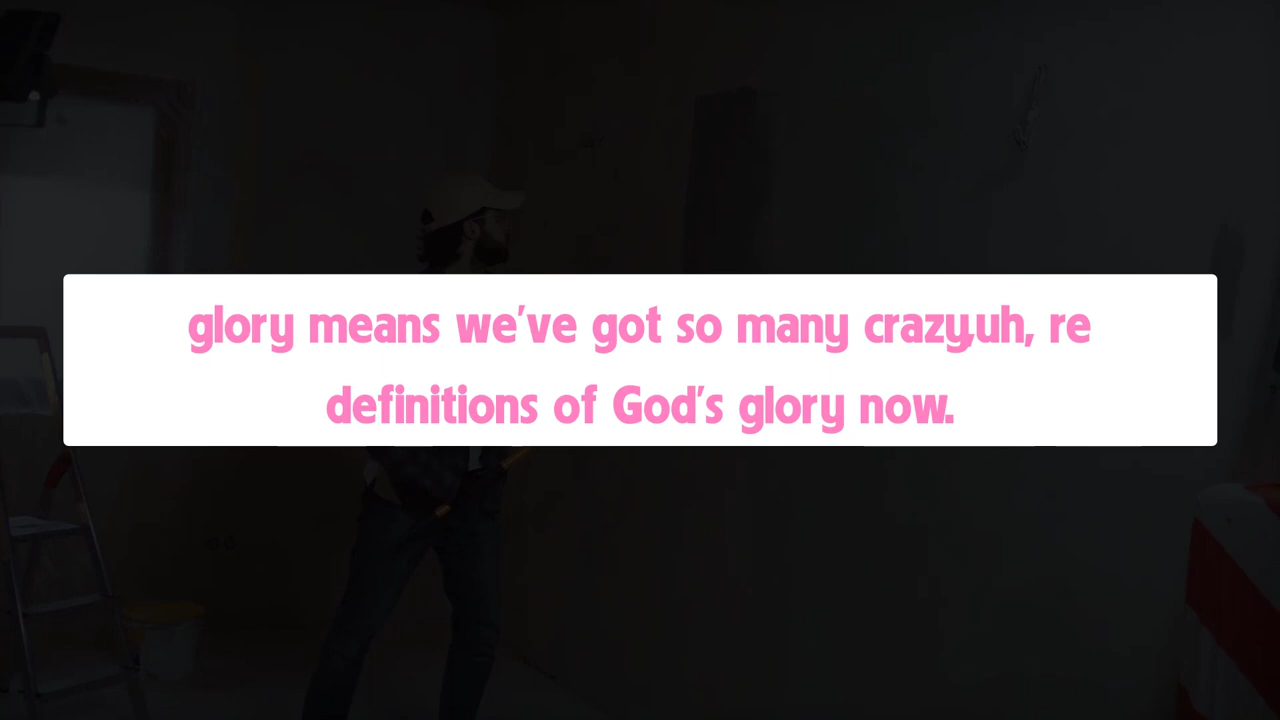 glory means we've got so many crazy,uh, re
definitions of God's glory now.